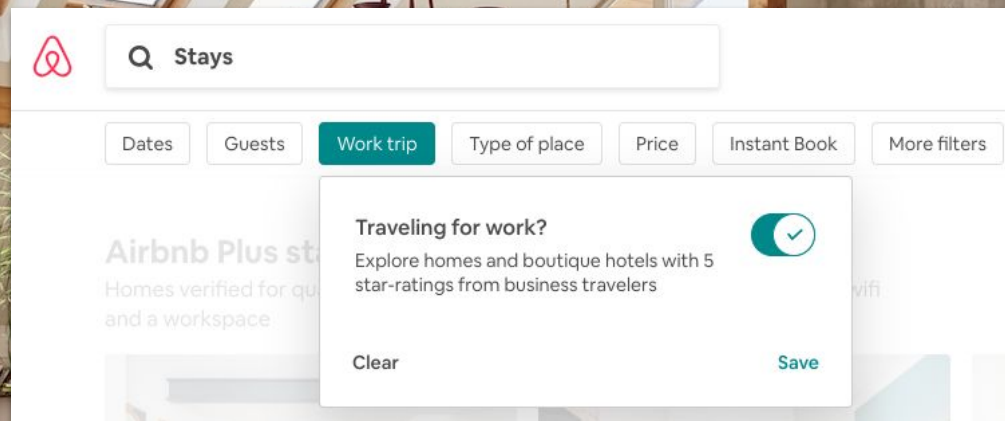 Stays
Dates Guests Work trip Type of place Price Instant Book More filters
Traveling for work?
Explore homes and boutique hotels with 5
star-ratings from business travelers
Clear Save
Airbnb Plus
Homes verified for wifi
and a workspace